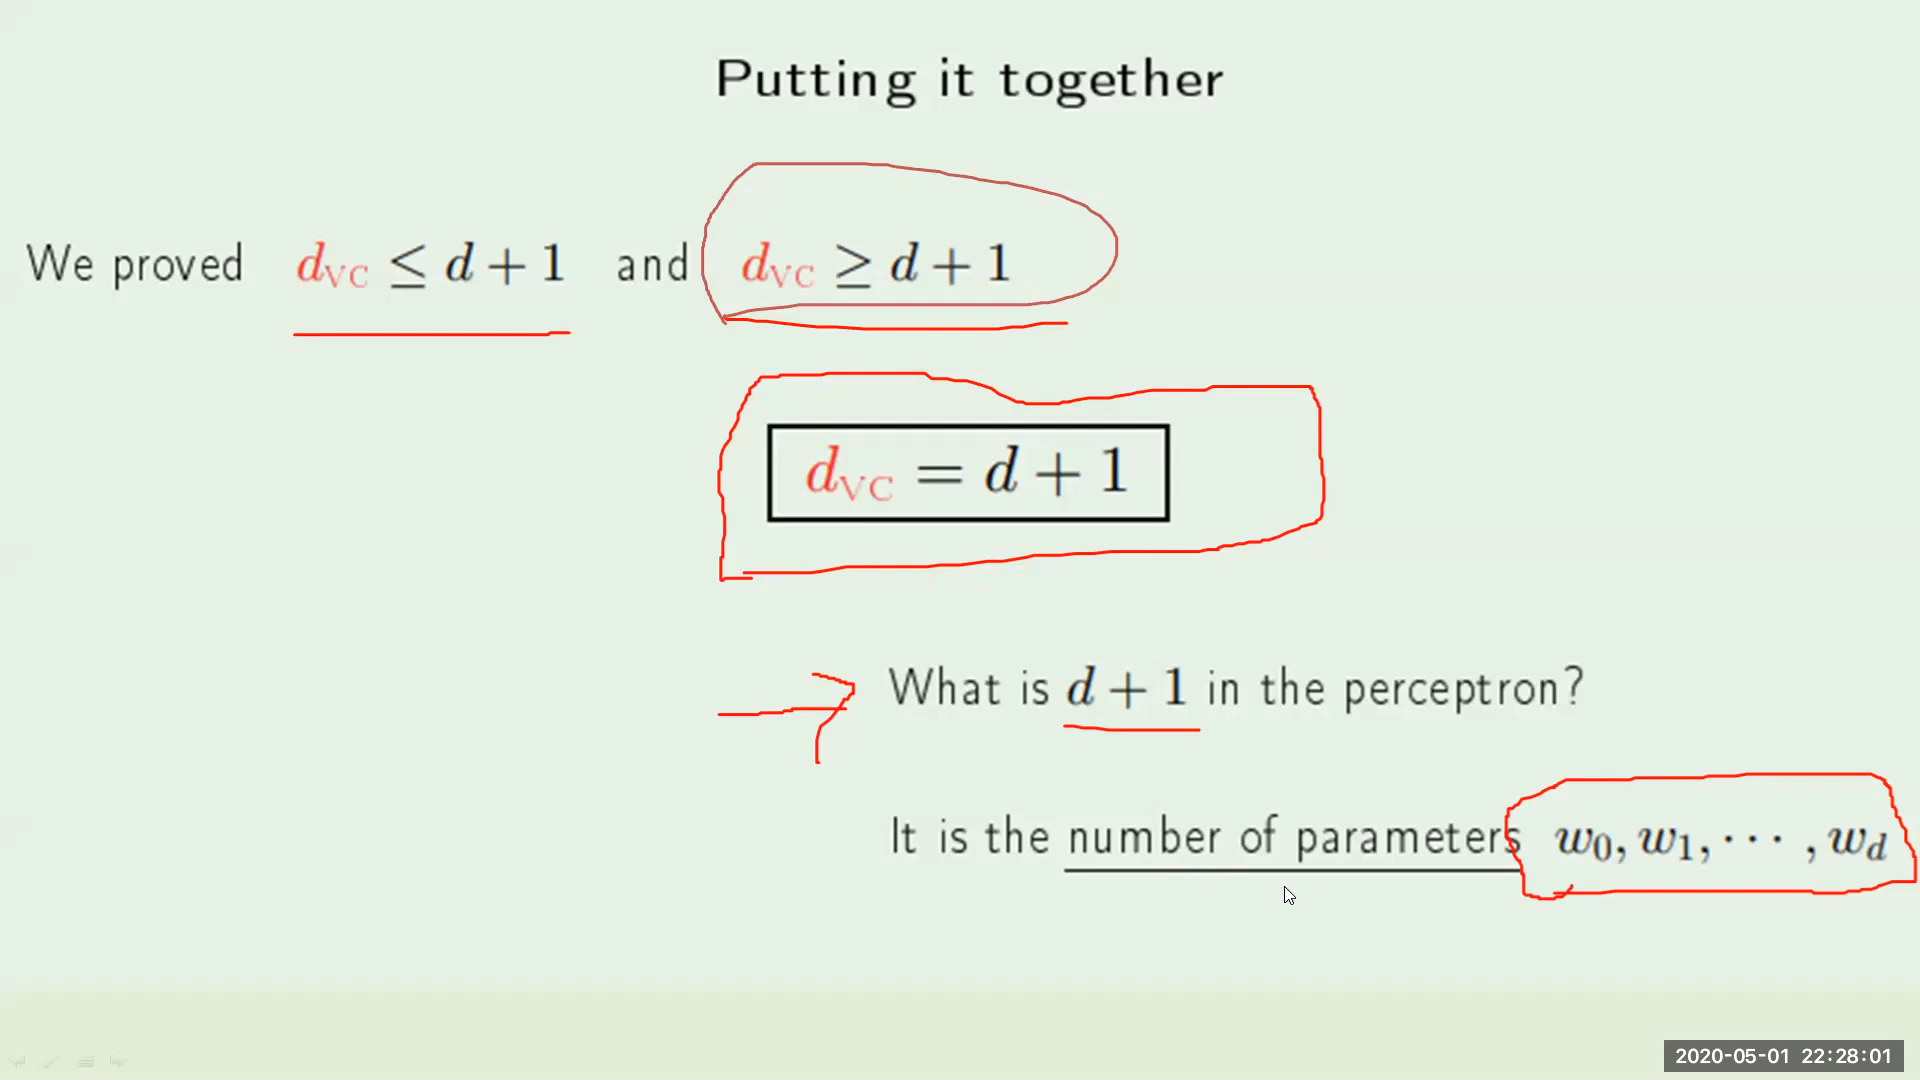 Putting it together
We proved d_VC ≤ d + 1 and d_VC ≥ d + 1
d_VC = d + 1
What is d + 1 in the perceptron?
It is the number of parameters w_0, w_1, ⋯ , w_d
2020-05-01 22:28:01